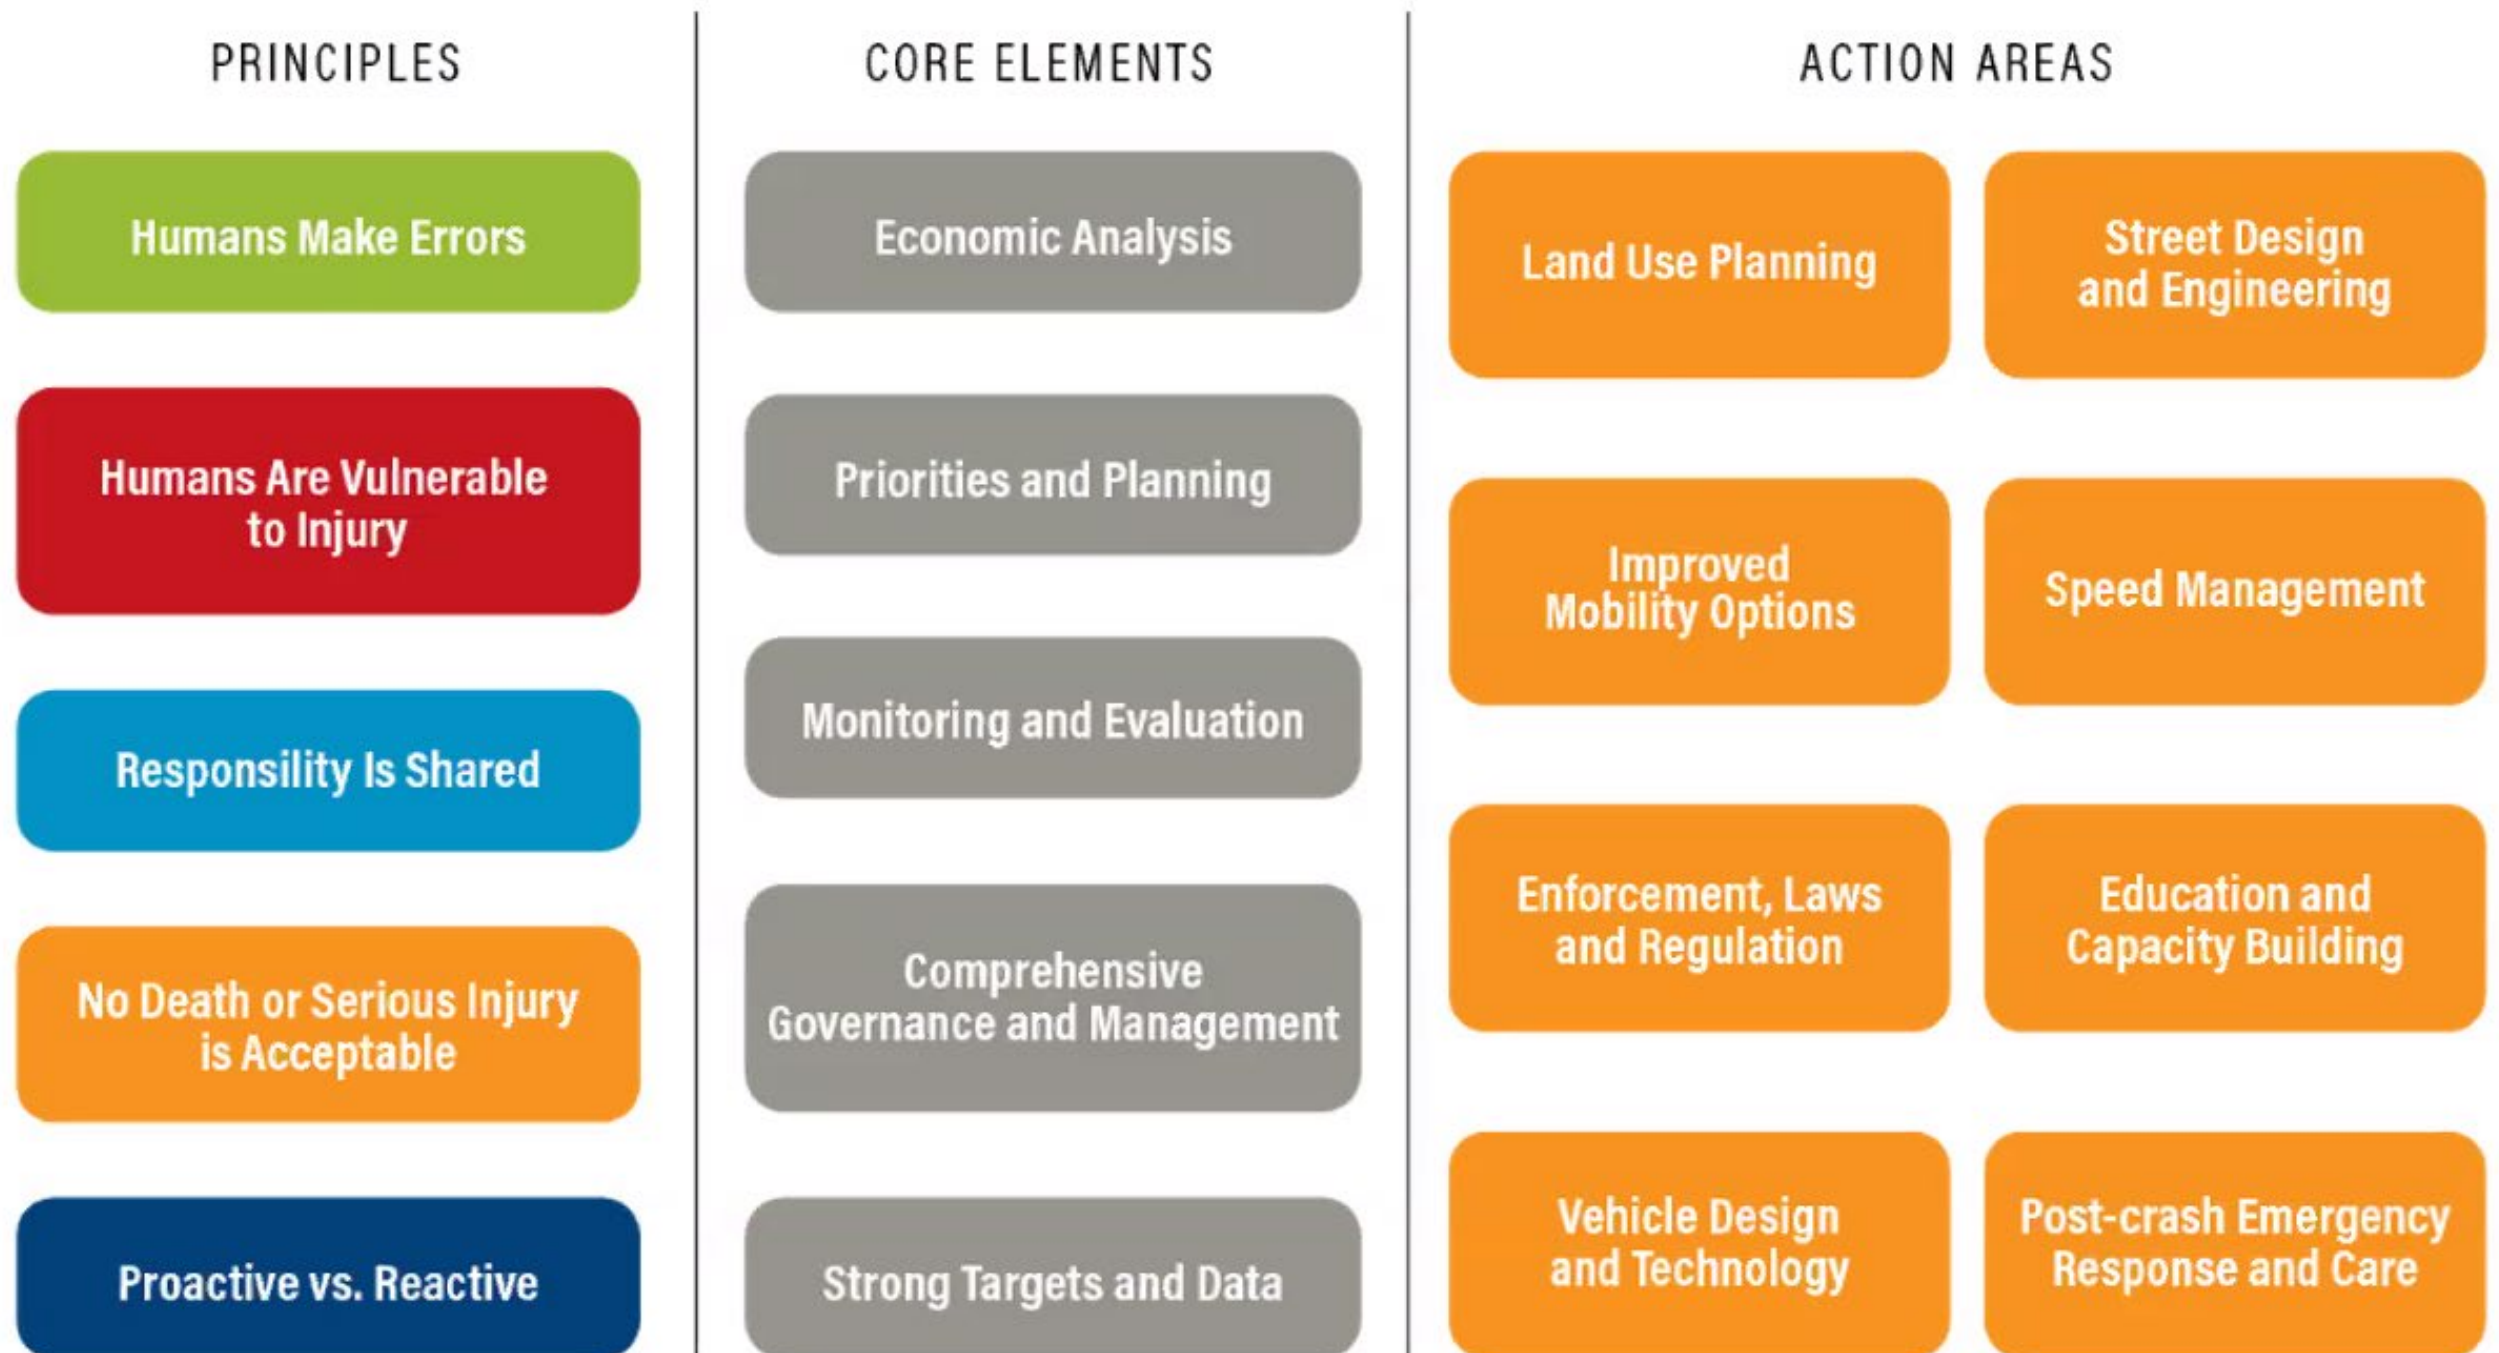 PRINCIPLES
Humans Make Errors
Humans Are Vulnerable
to Injury
Responsility Is Shared
No Death or Serious Injury
is Acceptable
Proactive vs. Reactive
CORE ELEMENTS
Economic Analysis
Priorities and Planning
Monitoring and Evaluation
Comprehensive
Governance and Management
Strong Targets and Data
ACTION AREAS
Land Use Planning
Street Design
and Engineering
Improved
Mobility Options
Speed Management
Enforcement, Laws
and Regulation
Education and
Capacity Building
Vehicle Design
and Technology
Post-crash Emergency
Response and Care